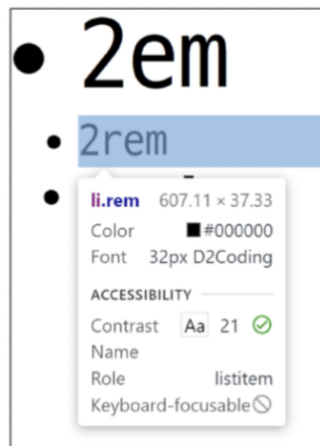 2em
2rem
li.rem 607.11 × 37.33
Color #000000
Font 32px D2Coding
ACCESSIBILITY
Contrast Aa 21
Name
Role listitem
Keyboard-focusable